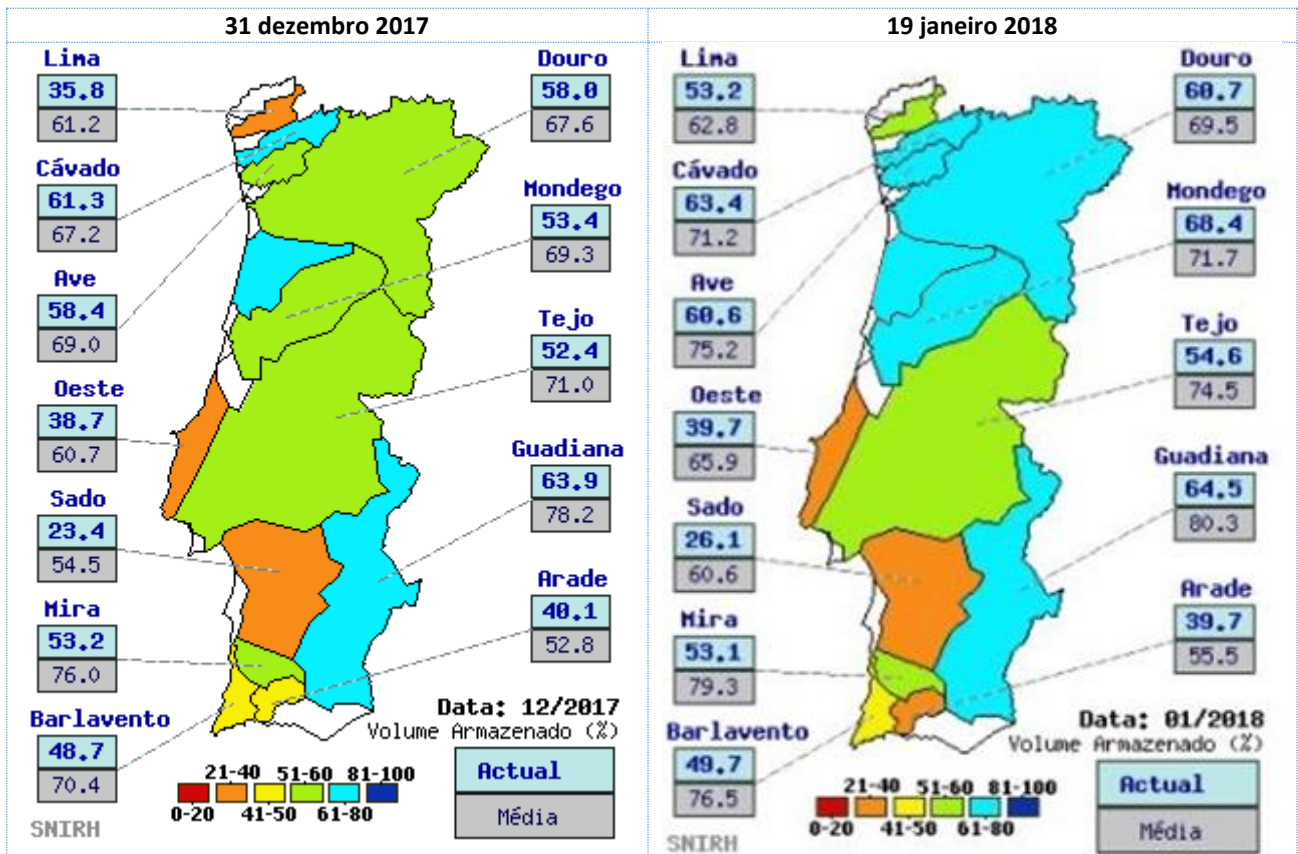 31 dezembro 2017
Lima
35.8
61.2
Douro
58.0
67.6
Cávado
61.3
67.2
Mondego
53.4
69.3
Ave
58.4
69.0
Tejo
52.4
71.0
Oeste
38.7
60.7
Guadiana
63.9
78.2
Sado
23.4
54.5
Arade
40.1
52.8
Mira
53.2
76.0
Barlavento
48.7
70.4
Data: 12/2017
Volume Armazenado (%)
Actual
Média
21-40 51-60 81-100
0-20 41-50 61-80
SNIRH
19 janeiro 2018
Lima
53.2
62.8
Douro
60.7
69.5
Cávado
63.4
71.2
Mondego
68.4
71.7
Ave
60.6
75.2
Tejo
54.6
74.5
Oeste
39.7
65.9
Guadiana
64.5
80.3
Sado
26.1
60.6
Arade
39.7
55.5
Mira
53.1
79.3
Barlavento
49.7
76.5
Data: 01/2018
Volume Armazenado (%)
Actual
Média
21-40 51-60 81-100
0-20 41-50 61-80
SNIRH